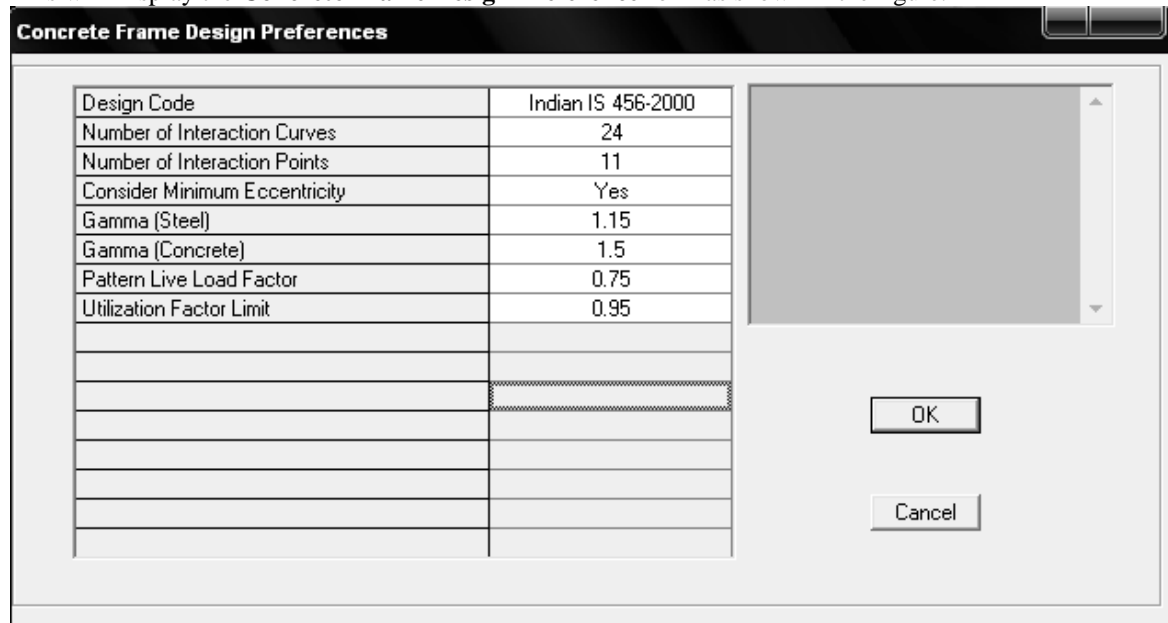 Concrete Frame Design Preferences
Design Code Indian IS 456-2000
Number of Interaction Curves 24
Number of Interaction Points 11
Consider Minimum Eccentricity Yes
Gamma (Steel) 1.15
Gamma (Concrete) 1.5
Pattern Live Load Factor 0.75
Utilization Factor Limit 0.95
OK
Cancel